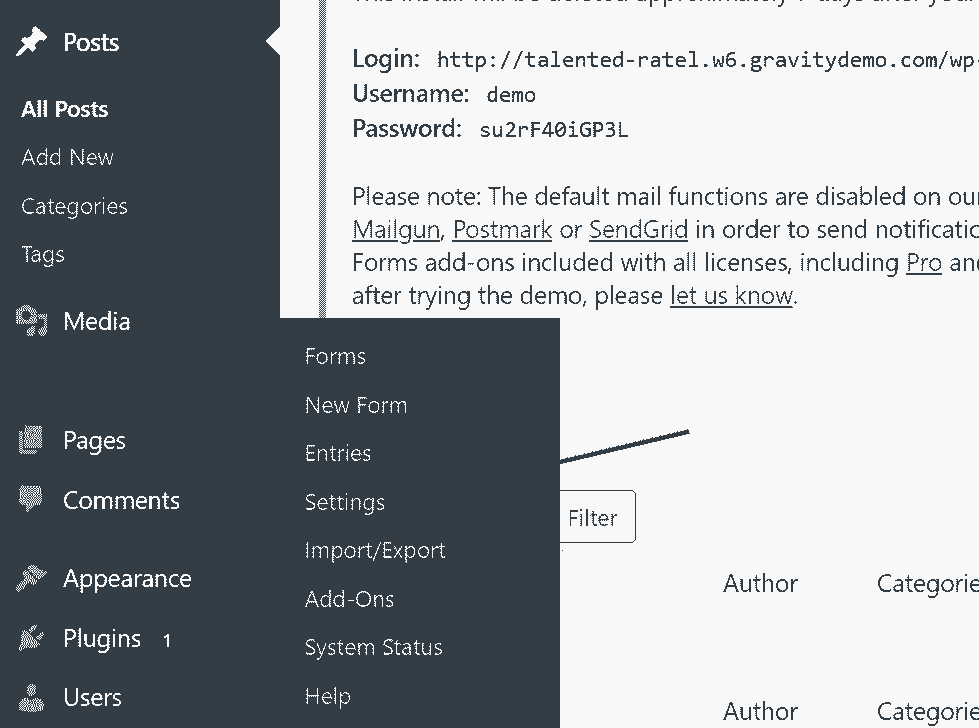 Posts
All Posts
Add New
Categories
Tags
Media
Pages
Comments
Appearance
Plugins 1
Users
Forms
New Form
Entries
Settings
Import/Export
Add-Ons
System Status
Help
Login: http://talented-ratel.w6.gravitydemo.com/wp-
Username: demo
Password: su2rF40iGP3L
Please note: The default mail functions are disabled on our
Mailgun, Postmark or SendGrid in order to send notificatio
Forms add-ons included with all licenses, including Pro and
after trying the demo, please let us know.
Filter
Author Categorie
Author Categorie